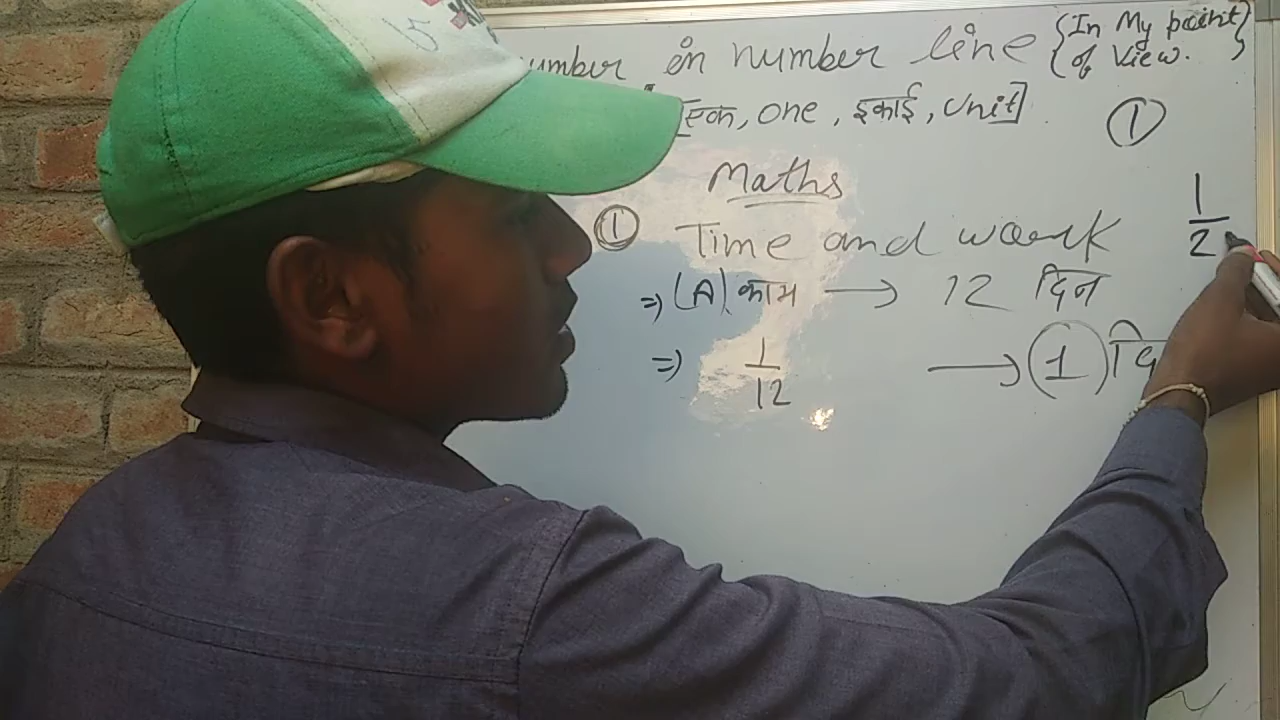 umber in number line {In My point
of View.}
[एक, one, इकाई, Unit]
①
Maths
① Time and work
1/2
=> (A) काम → 12 दिन
=> 1/12 → (1) दि